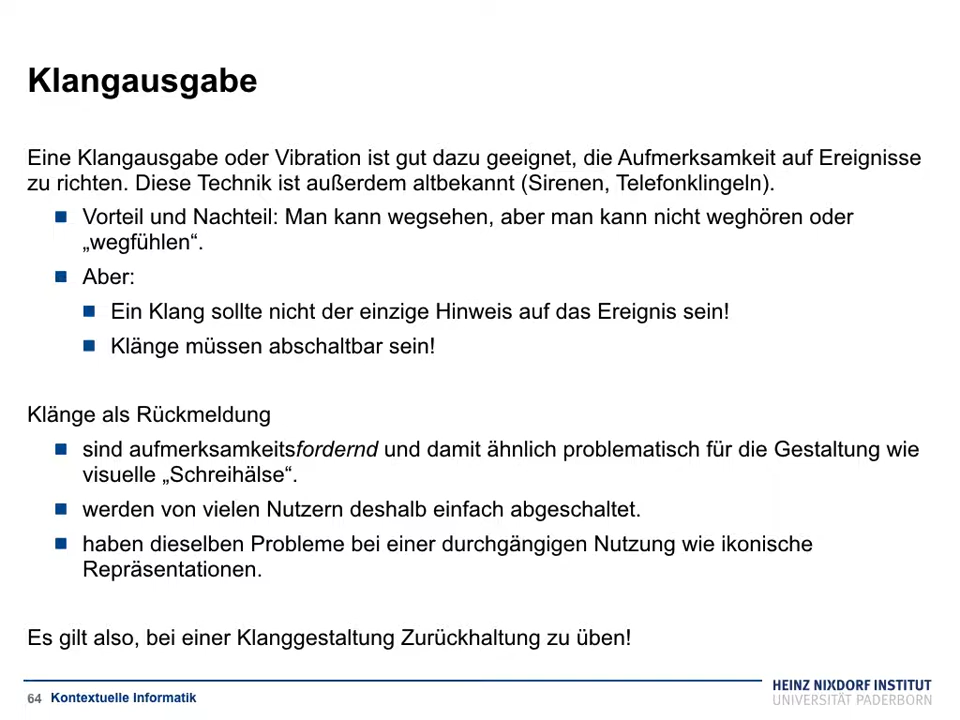 Klangausgabe
Eine Klangausgabe oder Vibration ist gut dazu geeignet, die Aufmerksamkeit auf Ereignisse
zu richten. Diese Technik ist außerdem altbekannt (Sirenen, Telefonklingeln).
Vorteil und Nachteil: Man kann wegsehen, aber man kann nicht weghören oder
„wegfühlen“.
Aber:
Ein Klang sollte nicht der einzige Hinweis auf das Ereignis sein!
Klänge müssen abschaltbar sein!
Klänge als Rückmeldung
sind aufmerksamkeitsfordernd und damit ähnlich problematisch für die Gestaltung wie
visuelle „Schreihälse“.
werden von vielen Nutzern deshalb einfach abgeschaltet.
haben dieselben Probleme bei einer durchgängigen Nutzung wie ikonische
Repräsentationen.
Es gilt also, bei einer Klanggestaltung Zurückhaltung zu üben!
64 Kontextuelle Informatik
HEINZ NIXDORF INSTITUT
UNIVERSITÄT PADERBORN